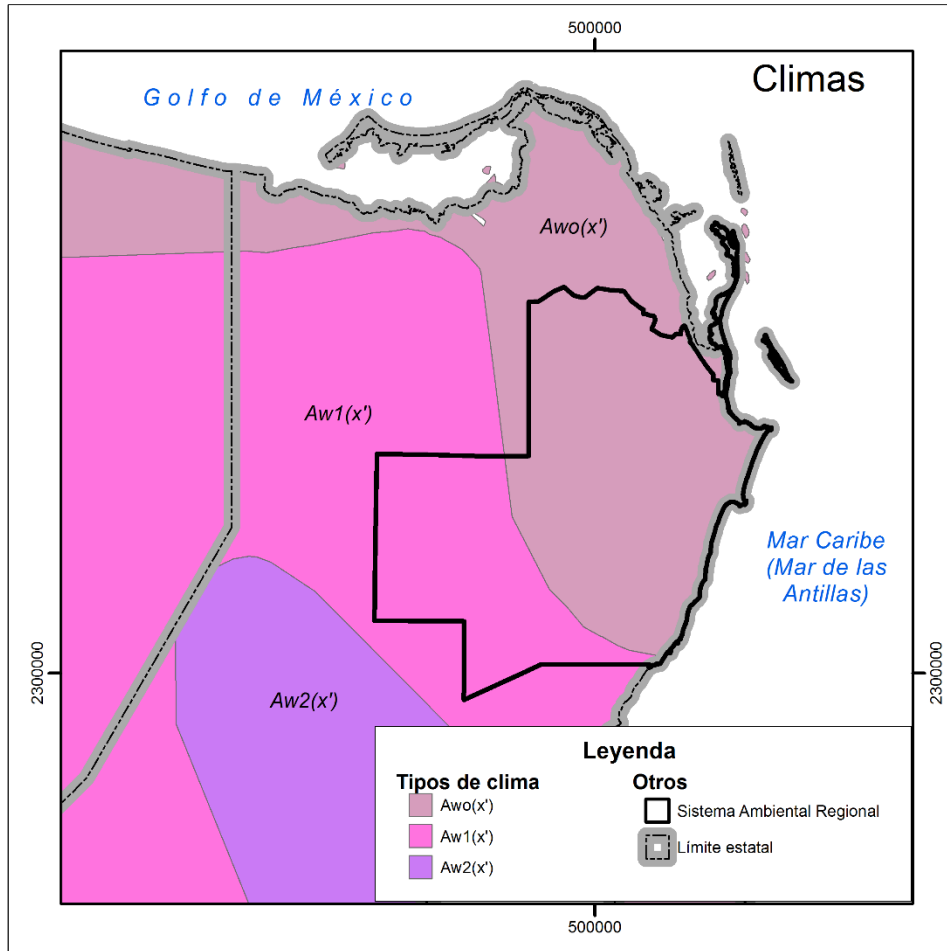 500000
Climas
Golfo de México
Awo(x')
Aw1(x')
Mar Caribe
(Mar de las
Antillas)
2300000
2300000
Aw2(x')
Leyenda
Tipos de clima
Awo(x')
Aw1(x')
Aw2(x')
Otros
Sistema Ambiental Regional
Límite estatal
500000